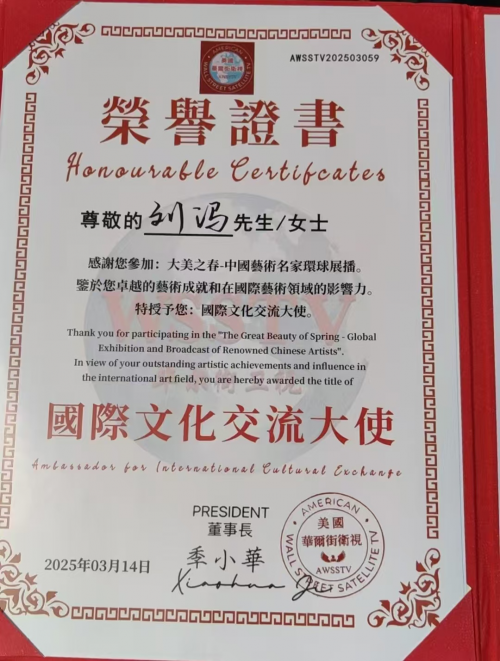 AWSSTV202503059
榮譽證書
Honourable Certifcates
尊敬的 刘冯 先生/女士
感謝您參加：大美之春-中國藝術名家環球展播。
鑒於您卓越的藝術成就和在國際藝術領域的影響力。
特授予您：國際文化交流大使。
Thank you for participating in the "The Great Beauty of Spring - Global
Exhibition and Broadcast of Renowned Chinese Artists".
In view of your outstanding artistic achievements and influence in
the international art field, you are hereby awarded the title of
國際文化交流大使
Ambassador for International Cultural Exchange
PRESIDENT
董事長
季小華
2025年03月14日
AMERICAN
美國
華爾街衛視
AWSSTV
WALL STREET SATELLITE TV